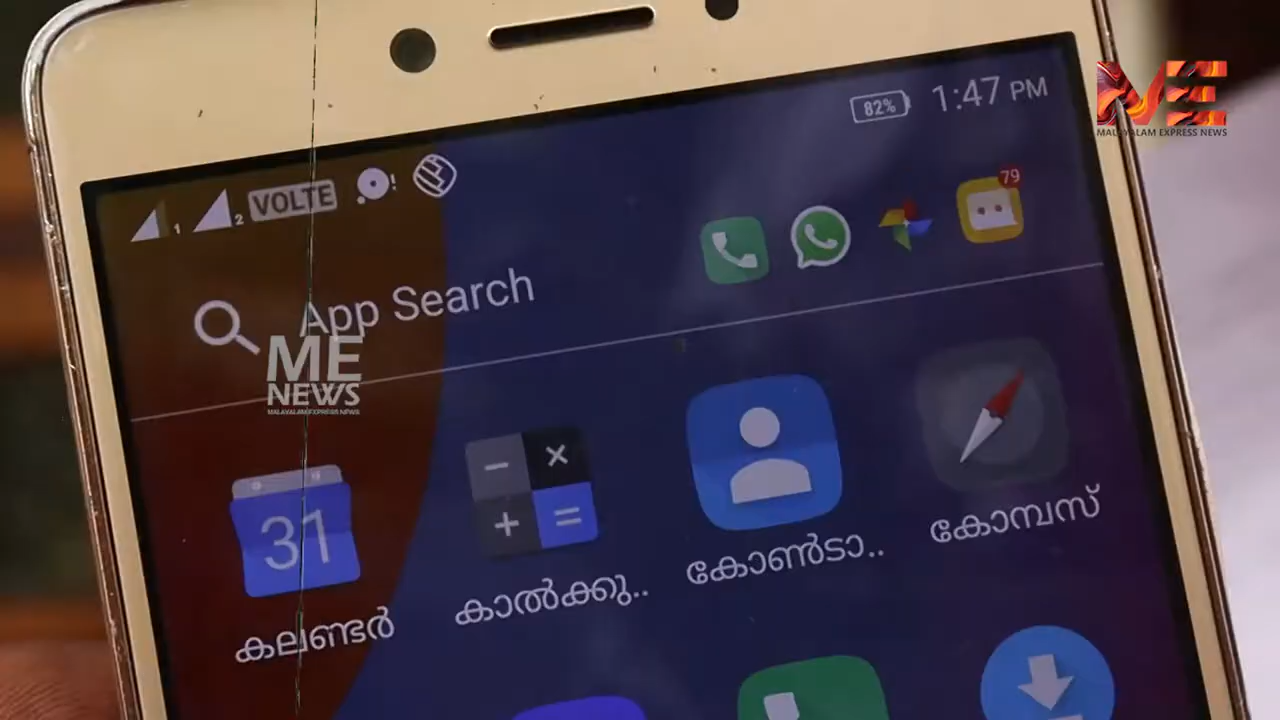 82% 1:47 PM
ME
MALAYALAM EXPRESS NEWS
1 2 VOLTE
79
App Search
ME
NEWS
MALAYALAM EXPRESS NEWS
31
കലണ്ടർ
കാൽക്കു..
കോൺടാ..
കോമ്പസ്